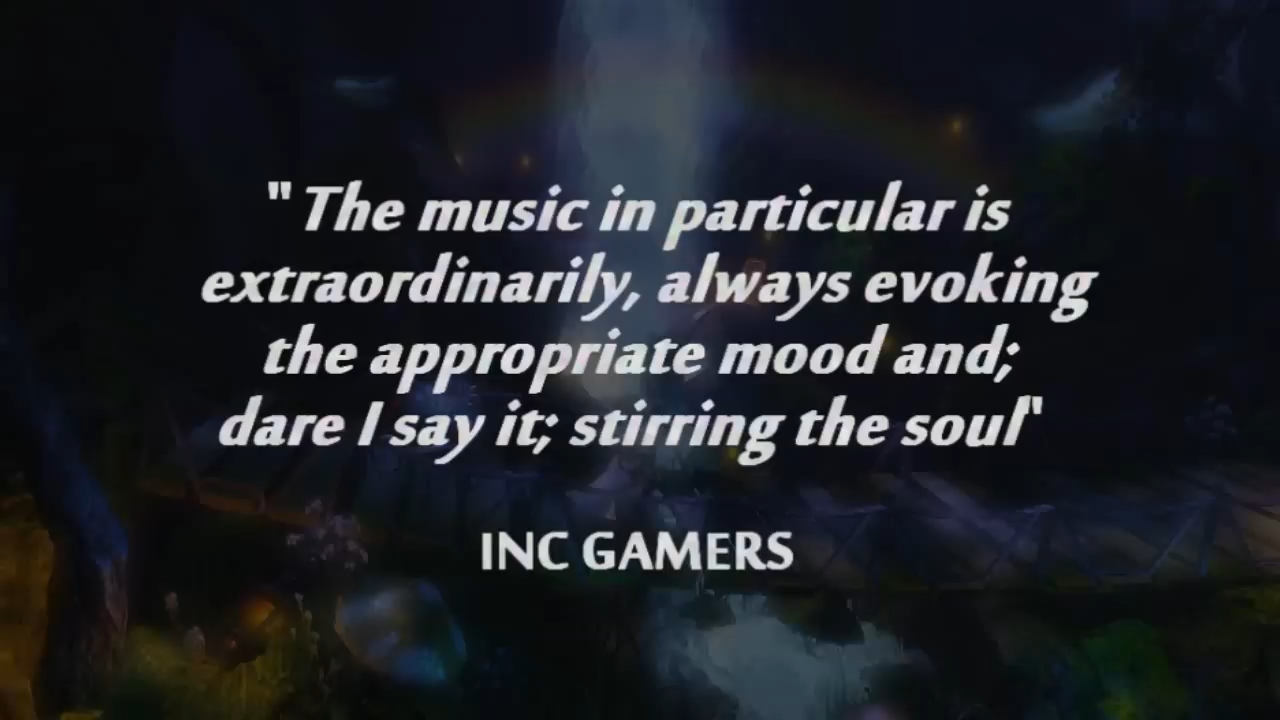 "The music in particular is
extraordinarily, always evoking
the appropriate mood and;
dare I say it; stirring the soul"
INC GAMERS